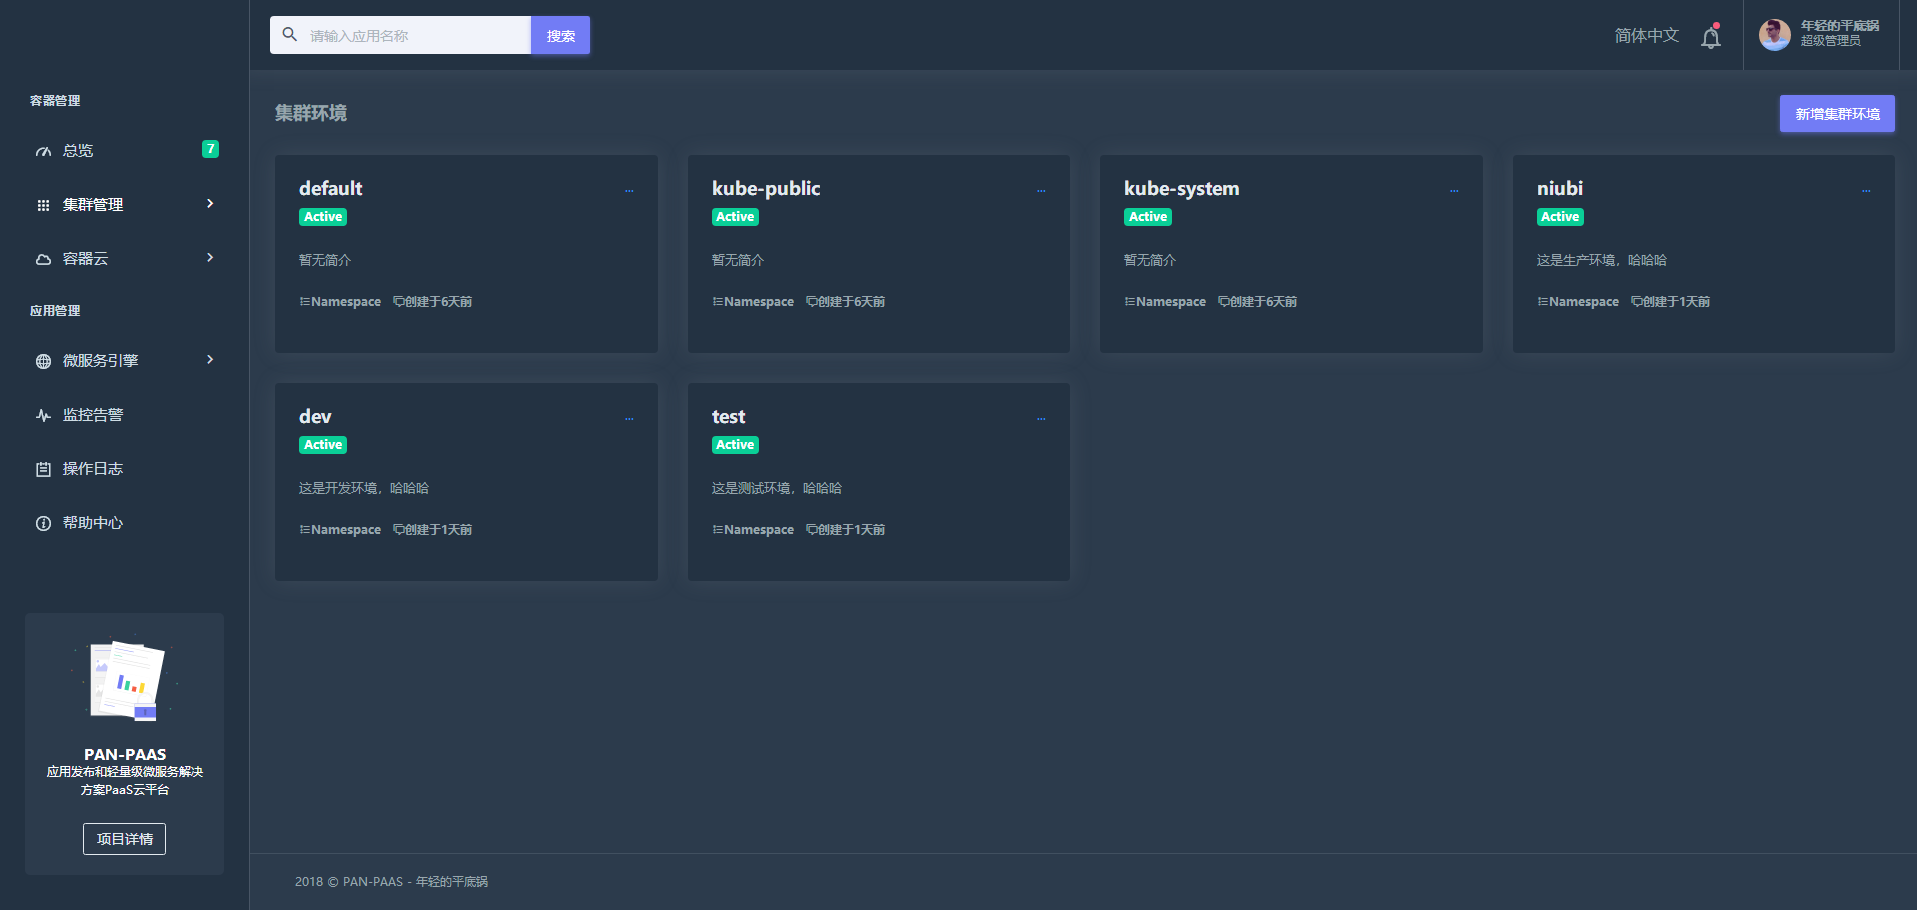 请输入应用名称
搜索
简体中文
年轻的平底锅
超级管理员
容器管理
总览
7
集群管理
容器云
应用管理
微服务引擎
监控告警
操作日志
帮助中心
PAN-PAAS
应用发布和轻量级微服务解决
方案PaaS云平台
项目详情
集群环境
新增集群环境
default
...
Active
暂无简介
Namespace 创建于6天前
kube-public
...
Active
暂无简介
Namespace 创建于6天前
kube-system
...
Active
暂无简介
Namespace 创建于6天前
niubi
...
Active
这是生产环境，哈哈哈
Namespace 创建于1天前
dev
...
Active
这是开发环境，哈哈哈
Namespace 创建于1天前
test
...
Active
这是测试环境，哈哈哈
Namespace 创建于1天前
2018 © PAN-PAAS - 年轻的平底锅